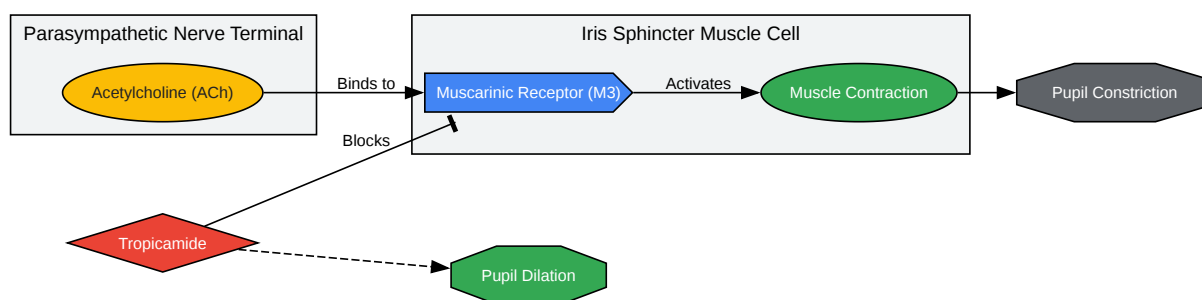 Parasympathetic Nerve Terminal
Iris Sphincter Muscle Cell
Acetylcholine (ACh)
Binds to
Muscarinic Receptor (M3)
Activates
Muscle Contraction
Pupil Constriction
Blocks
Tropicamide
Pupil Dilation